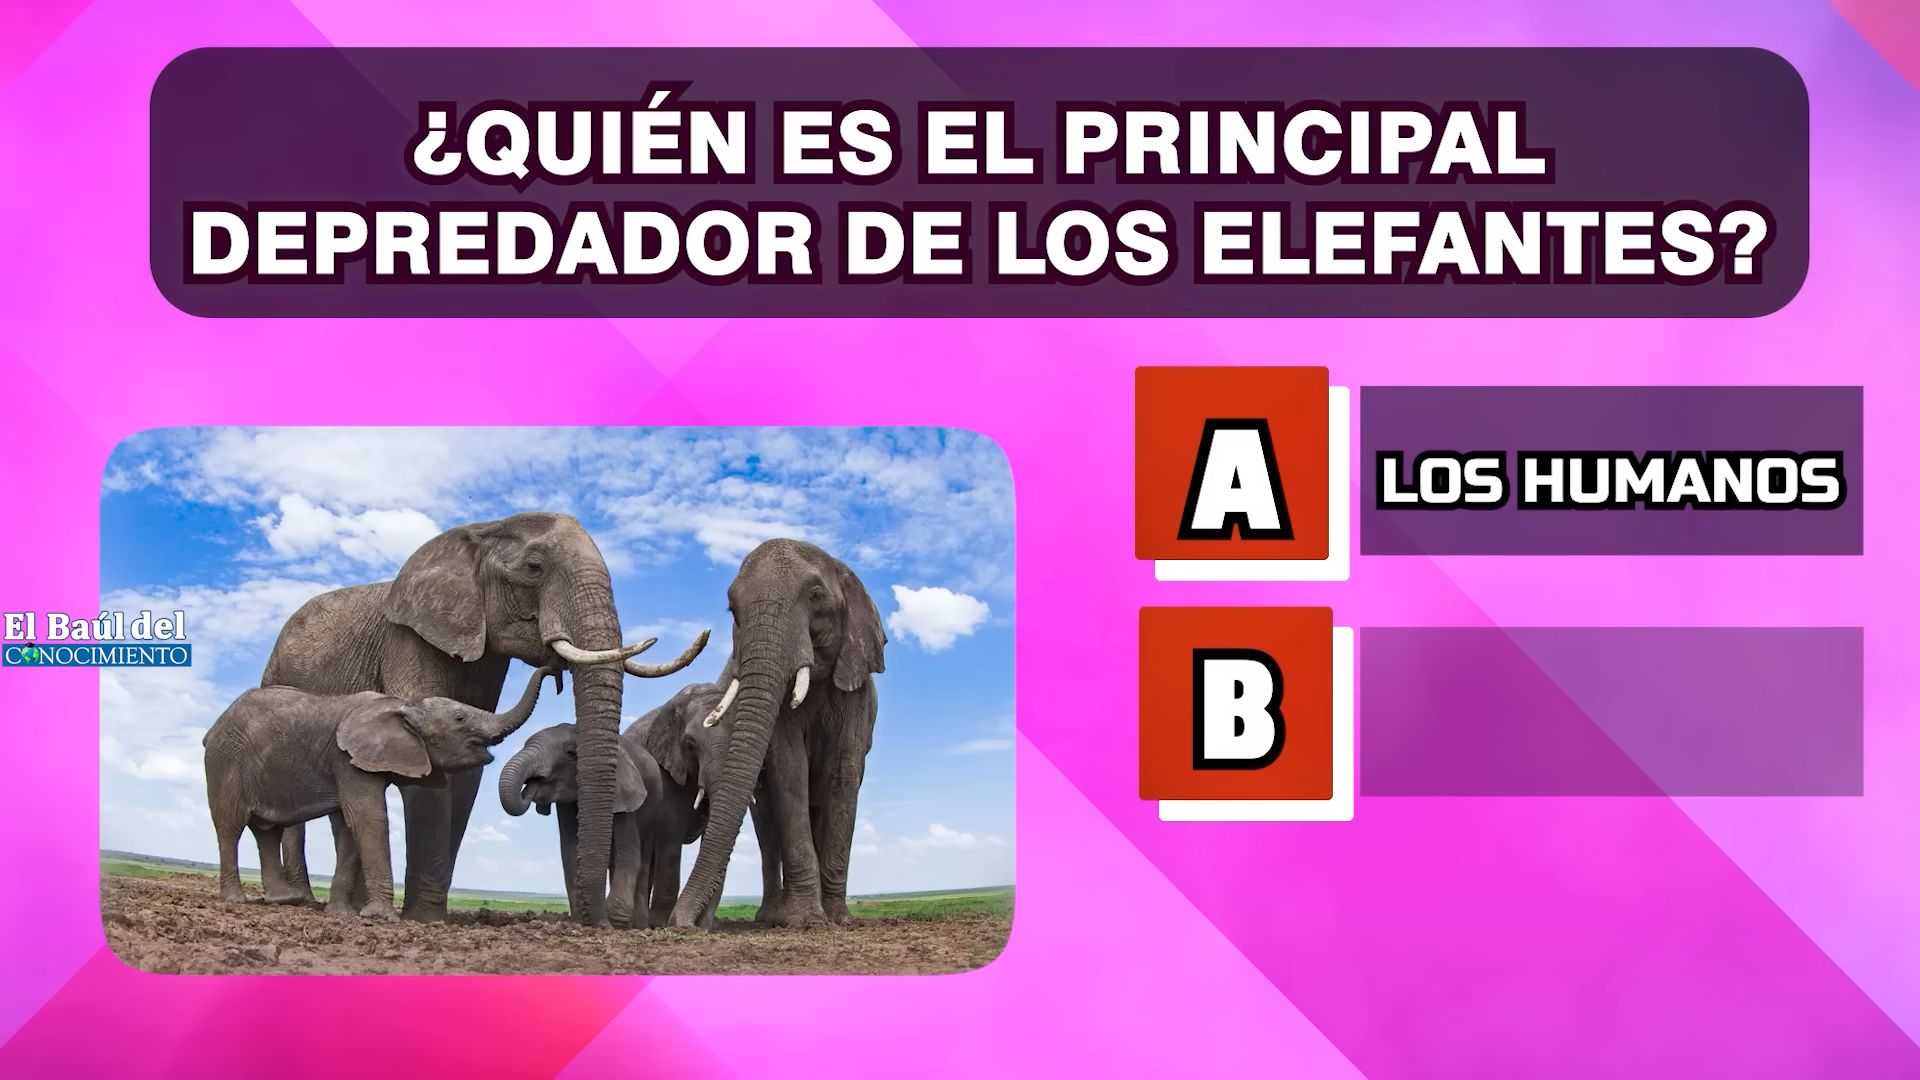 ¿QUIÉN ES EL PRINCIPAL
DEPREDADOR DE LOS ELEFANTES?
A
LOS HUMANOS
El Baúl del
CONOCIMIENTO
B